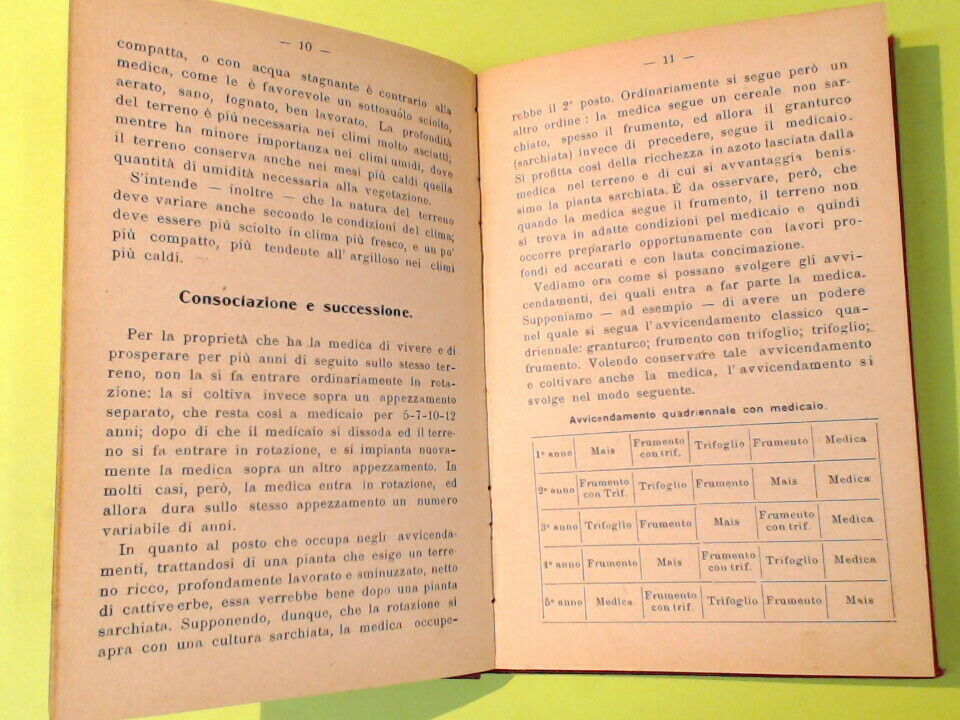 — 10 —
compatta, o con acqua stagnante è contrario alla
medica, come le è favorevole un sottosuòlo sciolto,
aerato, sano, fognato, ben lavorato. La profondità
del terreno è più necessaria nei climi molto asciutti;
mentre ha minore importanza nei climi umidi, dove
il terreno conserva anche nei mesi più caldi quella
quantità di umidità necessaria alla vegetazione.
S'intende — inoltre — che la natura del terreno
deve variare anche secondo le condizioni del clima;
deve essere più sciolto in clima più fresco, e un po'
più compatto, più tendente all'argilloso nei climi
più caldi.
Consociazione e successione.
Per la proprietà che ha la medica di vivere e di
prosperare per più anni di seguito sullo stesso ter-
reno, non la si fa entrare ordinariamente in rota-
zione: la si coltiva invece sopra un appezzamento
separato, che resta così a medicaio per 5-7-10-12
anni; dopo di che il medicaio si dissoda ed il terre-
no si fa entrare in rotazione, e si impianta nuova-
mente la medica sopra un altro appezzamento. In
molti casi, però, la medica entra in rotazione, ed
allora dura sullo stesso appezzamento un numero
variabile di anni.
In quanto al posto che occupa negli avvicenda-
menti, trattandosi di una pianta che esige un terre-
no ricco, profondamente lavorato e sminuzzato, netto
di cattive erbe, essa verrebbe bene dopo una pianta
sarchiata. Supponendo, dunque, che la rotazione si
apra con una cultura sarchiata, la medica occupe-
— 11 —
rebbe il 2° posto. Ordinariamente si segue però un
altro ordine: la medica segue un cereale non sar-
chiato, spesso il frumento, ed allora il granturco
(sarchiata) invece di precedere, segue il medicaio.
Si profitta così della ricchezza in azoto lasciata dalla
medica nel terreno e di cui si avvantaggia benis-
simo la pianta sarchiata. È da osservare, però, che
quando la medica segue il frumento, il terreno non
si trova in adatte condizioni pel medicaio e quindi
occorre prepararlo opportunamente con lavori pro-
fondi ed accurati e con lauta concimazione.
Vediamo ora come si possano svolgere gli avvi-
cendamenti, dei quali entra a far parte la medica.
Supponiamo — ad esempio — di avere un podere
nel quale si segua l'avvicendamento classico qua-
driennale: granturco; frumento con trifoglio; trifoglio;
frumento. Volendo conservare tale avvicendamento
e coltivare anche la medica, l'avvicendamento si
svolge nel modo seguente.
Avvicendamento quadriennale con medicaio.
1° anno Mais Frumento con trif. Trifoglio Frumento Medica
2° anno Frumento con Trif. Trifoglio Frumento Mais Medica
3° anno Trifoglio Frumento Mais Frumento con trif. Medica
4° anno Frumento Mais Frumento con trif. Trifoglio Medica
5° anno Medica Frumento con trif. Trifoglio Frumento Mais